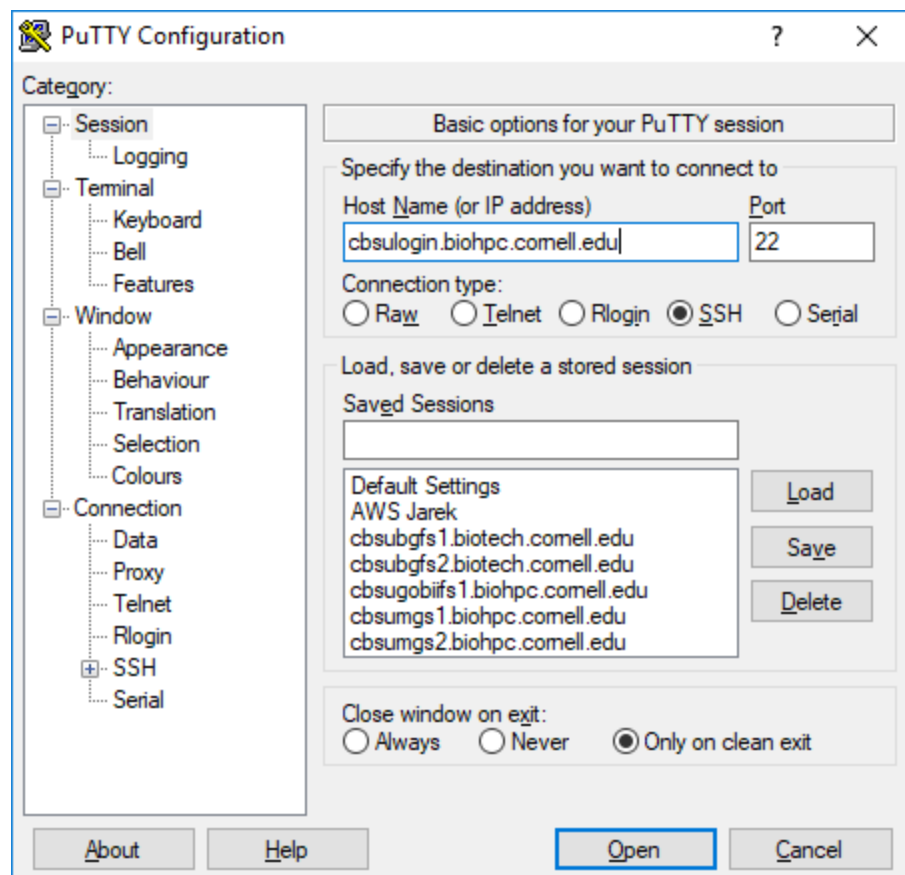 PuTTY Configuration ?
Category:
Session
Logging
Terminal
Keyboard
Bell
Features
Window
Appearance
Behaviour
Translation
Selection
Colours
Connection
Data
Proxy
Telnet
Rlogin
SSH
Serial
Basic options for your PuTTY session
Specify the destination you want to connect to
Host Name (or IP address) Port
cbsulogin.biohpc.cornell.edu 22
Connection type:
Raw Telnet Rlogin SSH Serial
Load, save or delete a stored session
Saved Sessions
Default Settings
AWS Jarek
cbsubgfs1.biotech.cornell.edu
cbsubgfs2.biotech.cornell.edu
cbsugobiifs1.biohpc.cornell.edu
cbsumgs1.biohpc.cornell.edu
cbsumgs2.biohpc.cornell.edu
Load
Save
Delete
Close window on exit:
Always Never Only on clean exit
About Help Open Cancel